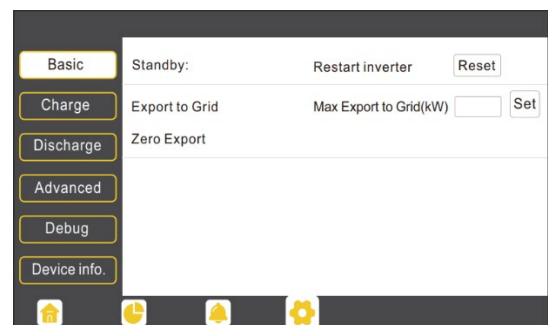 Basic
Standby:
Restart inverter
Reset
Charge
Export to Grid
Max Export to Grid(kW)
Set
Discharge
Zero Export
Advanced
Debug
Device info.